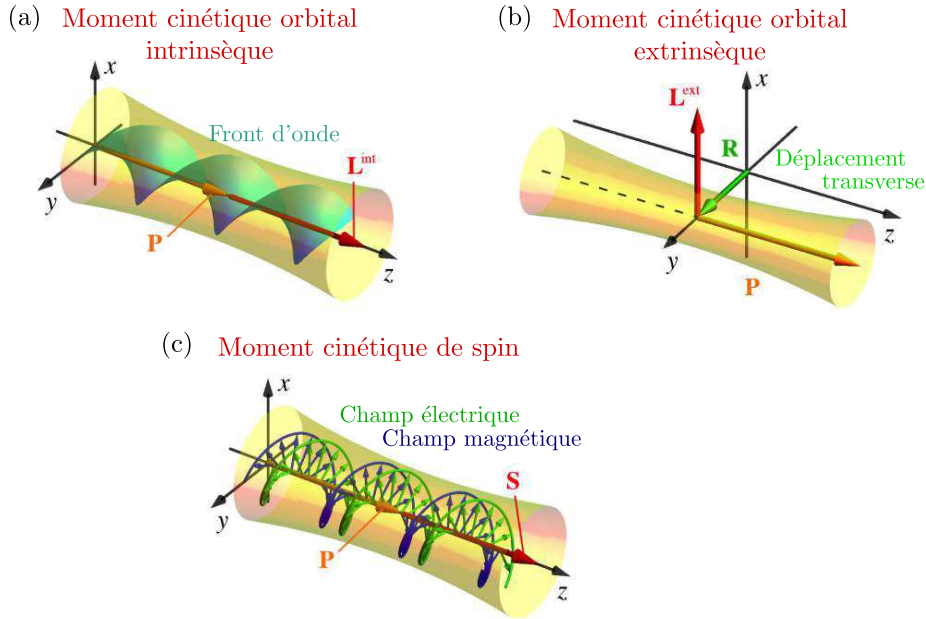 (a) Moment cinétique orbital
intrinsèque
x
Front d'onde
L^int
y
P
z
(b) Moment cinétique orbital
extrinsèque
x
L^ext
R
Déplacement
transverse
z
y
P
(c) Moment cinétique de spin
x
Champ électrique
Champ magnétique
S
y
P
z